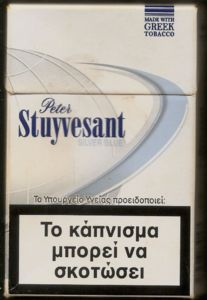 MADE WITH
GREEK
TOBACCO
Peter
Stuyvesant
SILVER BLUE
Το Υπουργείο Υγείας προειδοποιεί:
Το κάπνισμα
μπορεί να
σκοτώσει